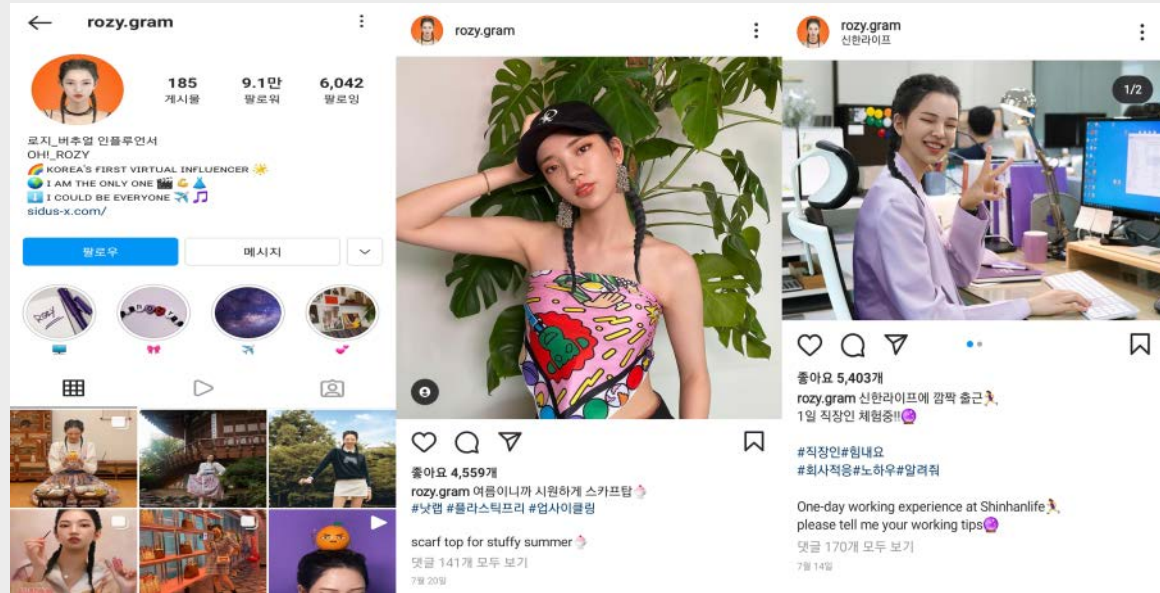 rozy.gram
185
9.1만
6,042
게시물
팔로워
팔로잉
로지_버추얼 인플루언서
OH!_ROZY
KOREA'S FIRST VIRTUAL INFLUENCER
I AM THE ONLY ONE
I COULD BE EVERYONE
sidus-x.com/
팔로우
메시지
ROZY
rozy.gram
좋아요 4,559개
rozy.gram 여름이니까 시원하게 스카프탑
#낫랩 #플라스틱프리 #업사이클링
scarf top for stuffy summer
댓글 141개 모두 보기
7월 20일
rozy.gram
신한라이프
1/2
좋아요 5,403개
rozy.gram 신한라이프에 깜짝 출근
1일 직장인 체험중!!
#직장인#힘내요
#회사적응#노하우#알려줘
One-day working experience at Shinhanlife
please tell me your working tips
댓글 170개 모두 보기
7월 14일